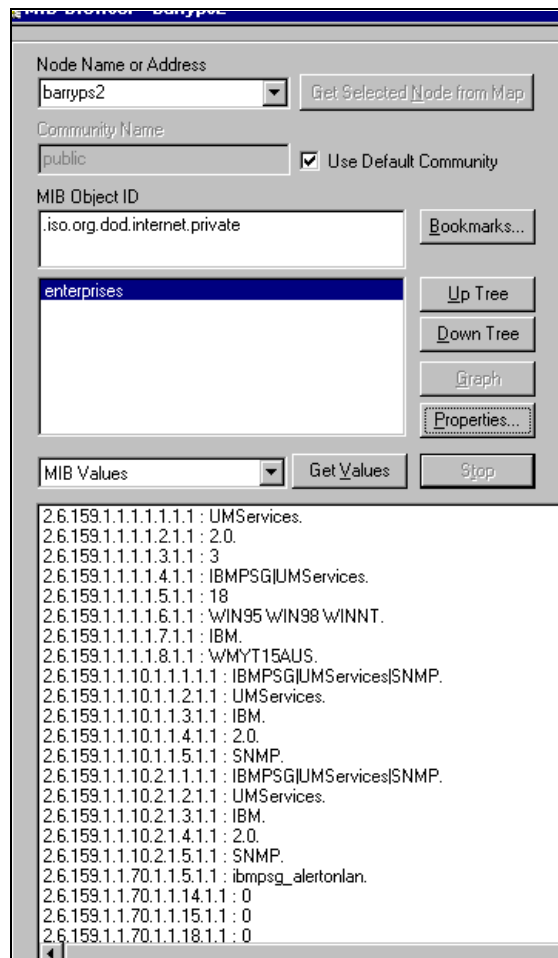 MIB Browser - barryps2
Node Name or Address
barryps2
Get Selected Node from Map
Community Name
public
Use Default Community
MIB Object ID
.iso.org.dod.internet.private
Bookmarks...
enterprises
Up Tree
Down Tree
Graph
Properties...
MIB Values
Get Values
Stop
2.6.159.1.1.1.1.1.1.1 : UMServices.
2.6.159.1.1.1.1.2.1.1 : 2.0.
2.6.159.1.1.1.1.3.1.1 : 3
2.6.159.1.1.1.1.4.1.1 : IBMPSG|UMServices.
2.6.159.1.1.1.1.5.1.1 : 18
2.6.159.1.1.1.1.6.1.1 : WIN95 WIN98 WINNT.
2.6.159.1.1.1.1.7.1.1 : IBM.
2.6.159.1.1.1.1.8.1.1 : WMYT15AUS.
2.6.159.1.1.10.1.1.1.1.1 : IBMPSG|UMServices|SNMP.
2.6.159.1.1.10.1.1.2.1.1 : UMServices.
2.6.159.1.1.10.1.1.3.1.1 : IBM.
2.6.159.1.1.10.1.1.4.1.1 : 2.0.
2.6.159.1.1.10.1.1.5.1.1 : SNMP.
2.6.159.1.1.10.2.1.1.1.1 : IBMPSG|UMServices|SNMP.
2.6.159.1.1.10.2.1.2.1.1 : UMServices.
2.6.159.1.1.10.2.1.3.1.1 : IBM.
2.6.159.1.1.10.2.1.4.1.1 : 2.0.
2.6.159.1.1.10.2.1.5.1.1 : SNMP.
2.6.159.1.1.70.1.1.5.1.1 : ibmpsg_alertonlan.
2.6.159.1.1.70.1.1.14.1.1 : 0
2.6.159.1.1.70.1.1.15.1.1 : 0
2.6.159.1.1.70.1.1.18.1.1 : 0